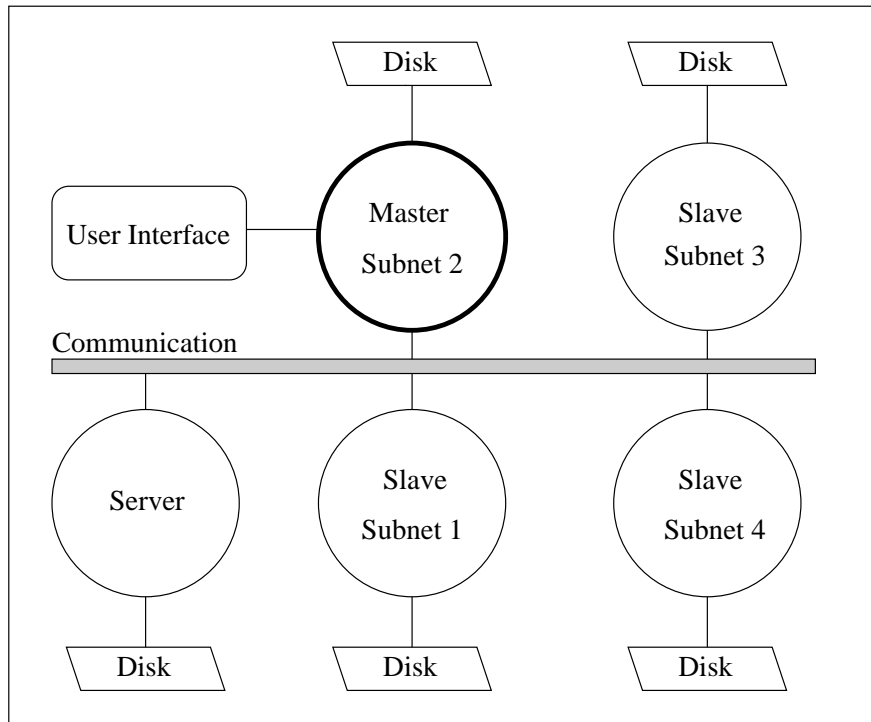 Disk
Disk
User Interface
Master
Subnet 2
Slave
Subnet 3
Communication
Server
Slave
Subnet 1
Slave
Subnet 4
Disk
Disk
Disk